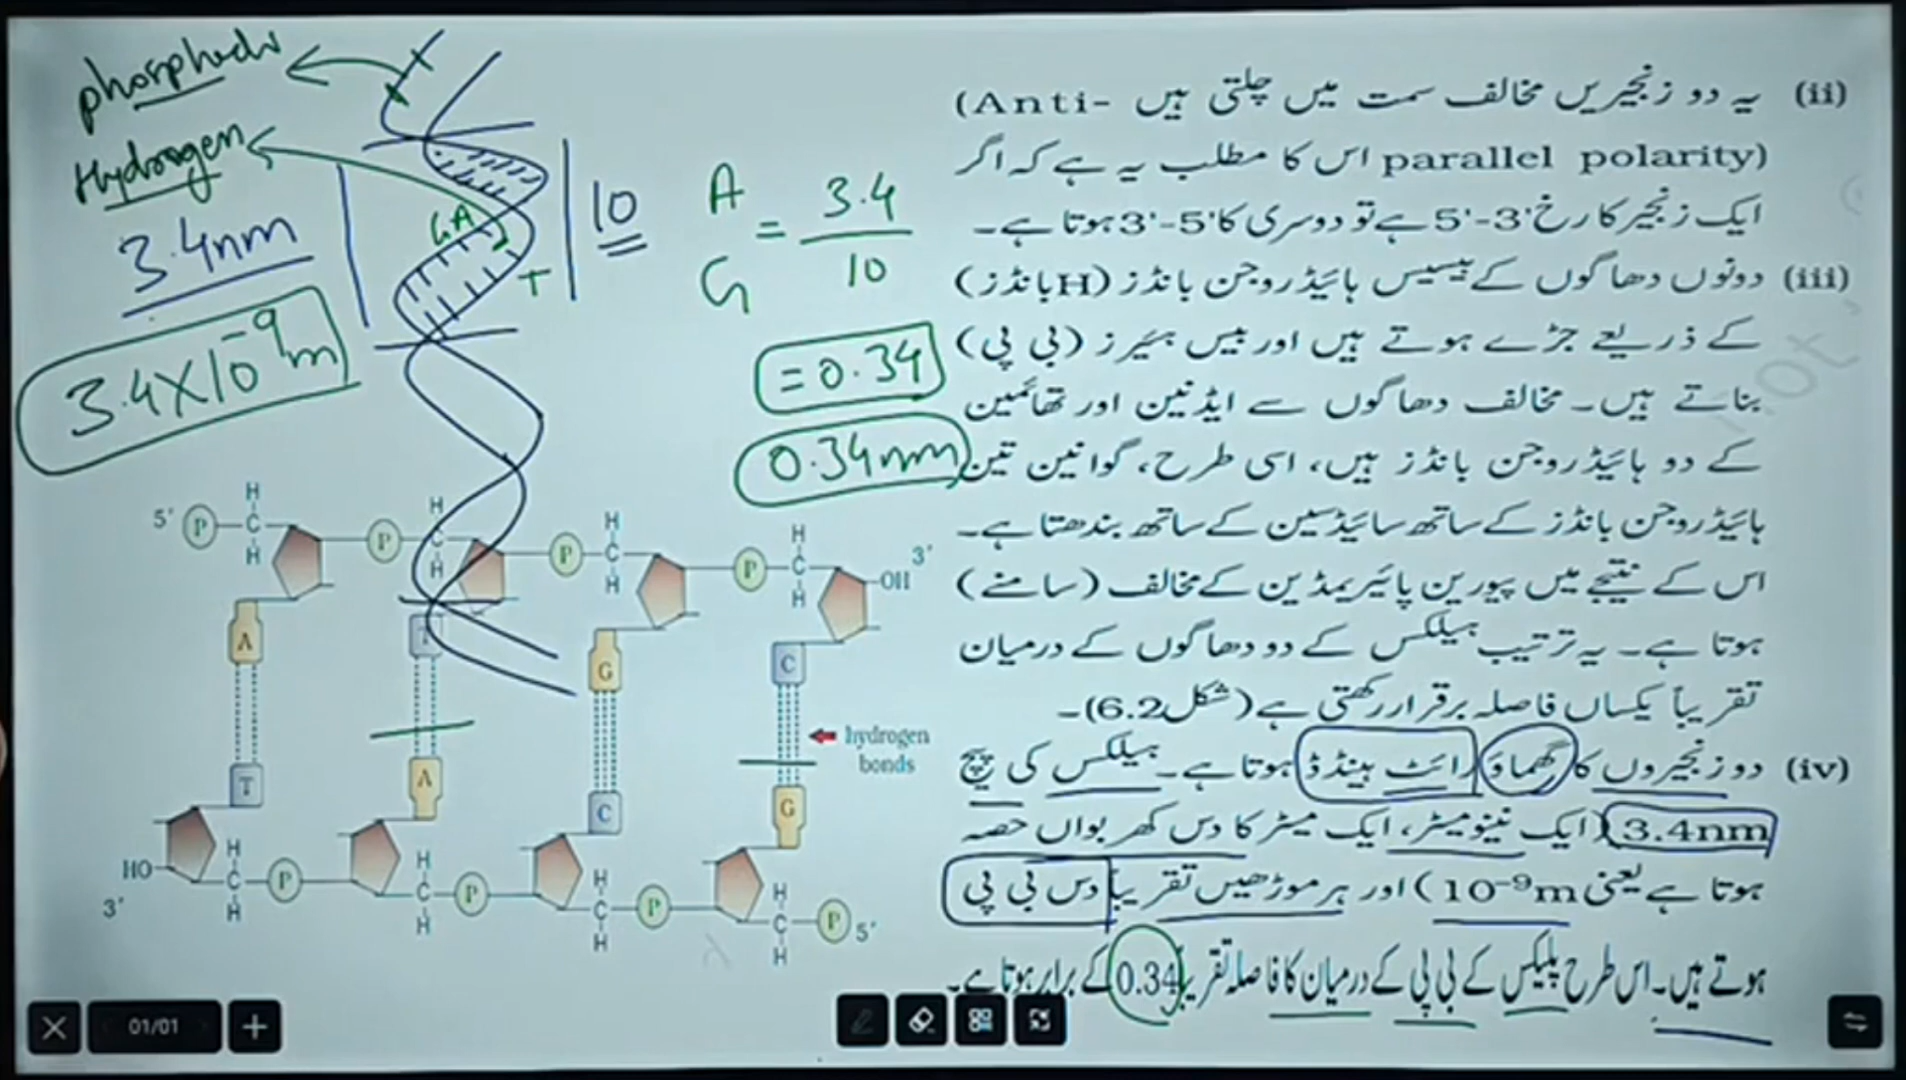 phosphodi
Hydrogen
3.4nm
3.4X10⁻⁹m
10
G A
T
A
G
= 3.4
10
= 0.34
0.34nm
(ii) یہ دو زنجیریں مخالف سمت میں چلتی ہیں (Anti-
parallel polarity) اس کا مطلب یہ ہے کہ اگر
ایک زنجیر کا رخ 5'-3' ہے تو دوسری کا 3'-5' ہوتا ہے۔
(iii) دونوں دھاگوں کے بیسیس ہائیڈروجن بانڈز (H بانڈز)
کے ذریعے جڑے ہوتے ہیں اور بیس پئیرز (بی پی)
بناتے ہیں۔ مخالف دھاگوں سے ایڈنین اور تھائمین
کے دو ہائیڈروجن بانڈز ہیں، اسی طرح، گوانین تین
ہائیڈروجن بانڈز کے ساتھ سائیڈسین کے ساتھ بندھتا ہے۔
اس کے نتیجے میں پیورین پائیریمڈین کے مخالف (سامنے)
ہوتا ہے۔ یہ ترتیب ہیلکس کے دو دھاگوں کے درمیان
تقریباً یکساں فاصلہ برقرار رکھتی ہے (شکل 6.2)۔
(iv) دو زنجیروں کا گھماؤ رائٹ ہینڈڈ ہوتا ہے۔ ہیلکس کی پیچ
3.4nm (ایک نینومیٹر، ایک میٹر کا دس کھر بواں حصہ
ہوتا ہے یعنی 10⁻⁹m) اور ہر موڑ میں تقریباً دس بی پی
ہوتے ہیں۔ اس طرح ہیلکس کے بی پی کے درمیان کا فاصلہ تقریباً 0.34 کے برابر ہوتا ہے۔
5' P H C H P H C H P H C H P H C H OH 3'
A T G C
hydrogen
bonds
T A C G
HO 3' H C H P H C H P H C H P H C H P 5'
01/01